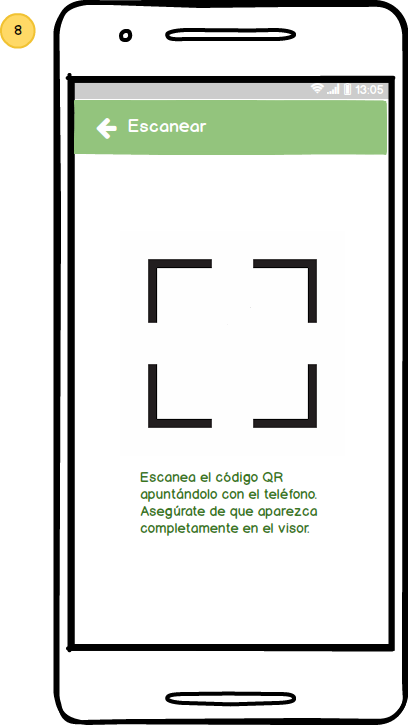 8
13:05
Escanear
Escanea el código QR
apuntándolo con el teléfono.
Asegúrate de que aparezca
completamente en el visor.